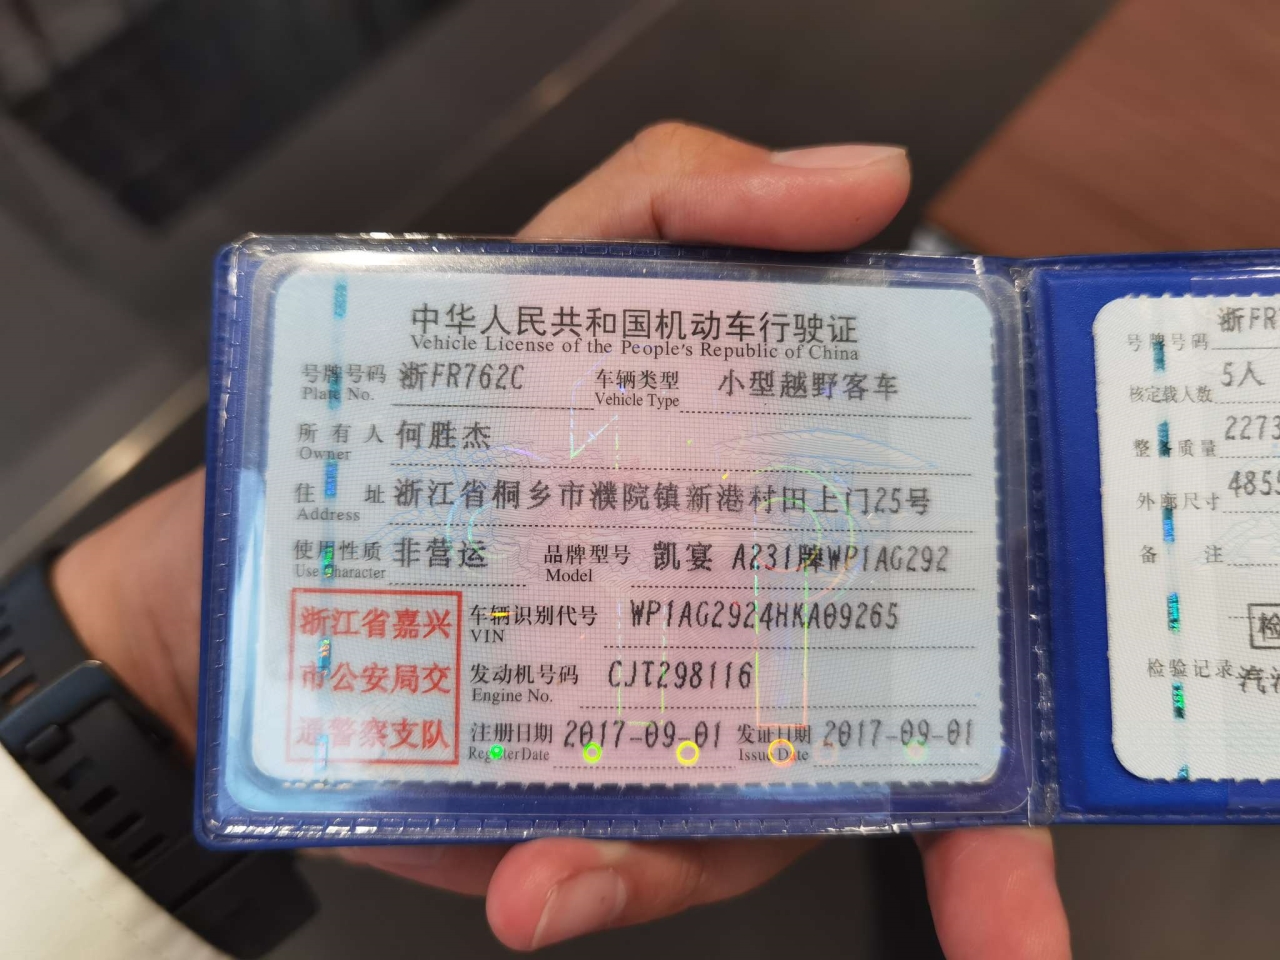 中华人民共和国机动车行驶证
Vehicle License of the People's Republic of China
号牌号码 浙FR762C 车辆类型 小型越野客车
Plate No. Vehicle Type
所有人 何胜杰
Owner
住址 浙江省桐乡市濮院镇新港村田上门25号
Address
使用性质 非营运 品牌型号 凯宴 A231牌WP1AG292
Use Character Model
浙江省嘉兴
市公安局交
通警察支队
车辆识别代号 WP1AG2924HKA09265
VIN
发动机号码 CJT298116
Engine No.
注册日期 2017-09-01 发证日期 2017-09-01
Register Date Issue Date
号牌号码 浙FR
核定载人数 5人
整备质量 2273
外廓尺寸 4855
备注
检
检验记录